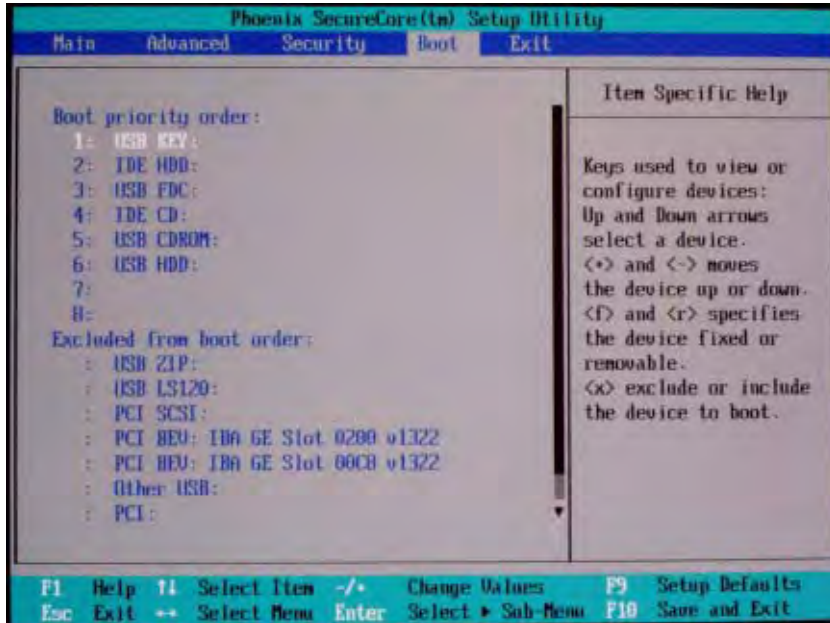 Phoenix SecureCore(tm) Setup Utility
Main Advanced Security Boot Exit
Item Specific Help
Boot priority order:
1: USB KEY:
2: IDE HDD:
3: USB FDC:
4: IDE CD:
5: USB CDROM:
6: USB HDD:
7:
8:
Excluded from boot order:
: USB ZIP:
: USB LS120:
: PCI SCSI:
: PCI BEV: IBA GE Slot 0200 v1322
: PCI BEV: IBA GE Slot 00C8 v1322
: Other USB:
: PCI:
Keys used to view or
configure devices:
Up and Down arrows
select a device.
<+> and <-> moves
the device up or down.
<f> and <r> specifies
the device fixed or
removable.
<x> exclude or include
the device to boot.
F1 Help ↑↓ Select Item -/+ Change Values F9 Setup Defaults
Esc Exit ↔ Select Menu Enter Select ▶ Sub-Menu F10 Save and Exit